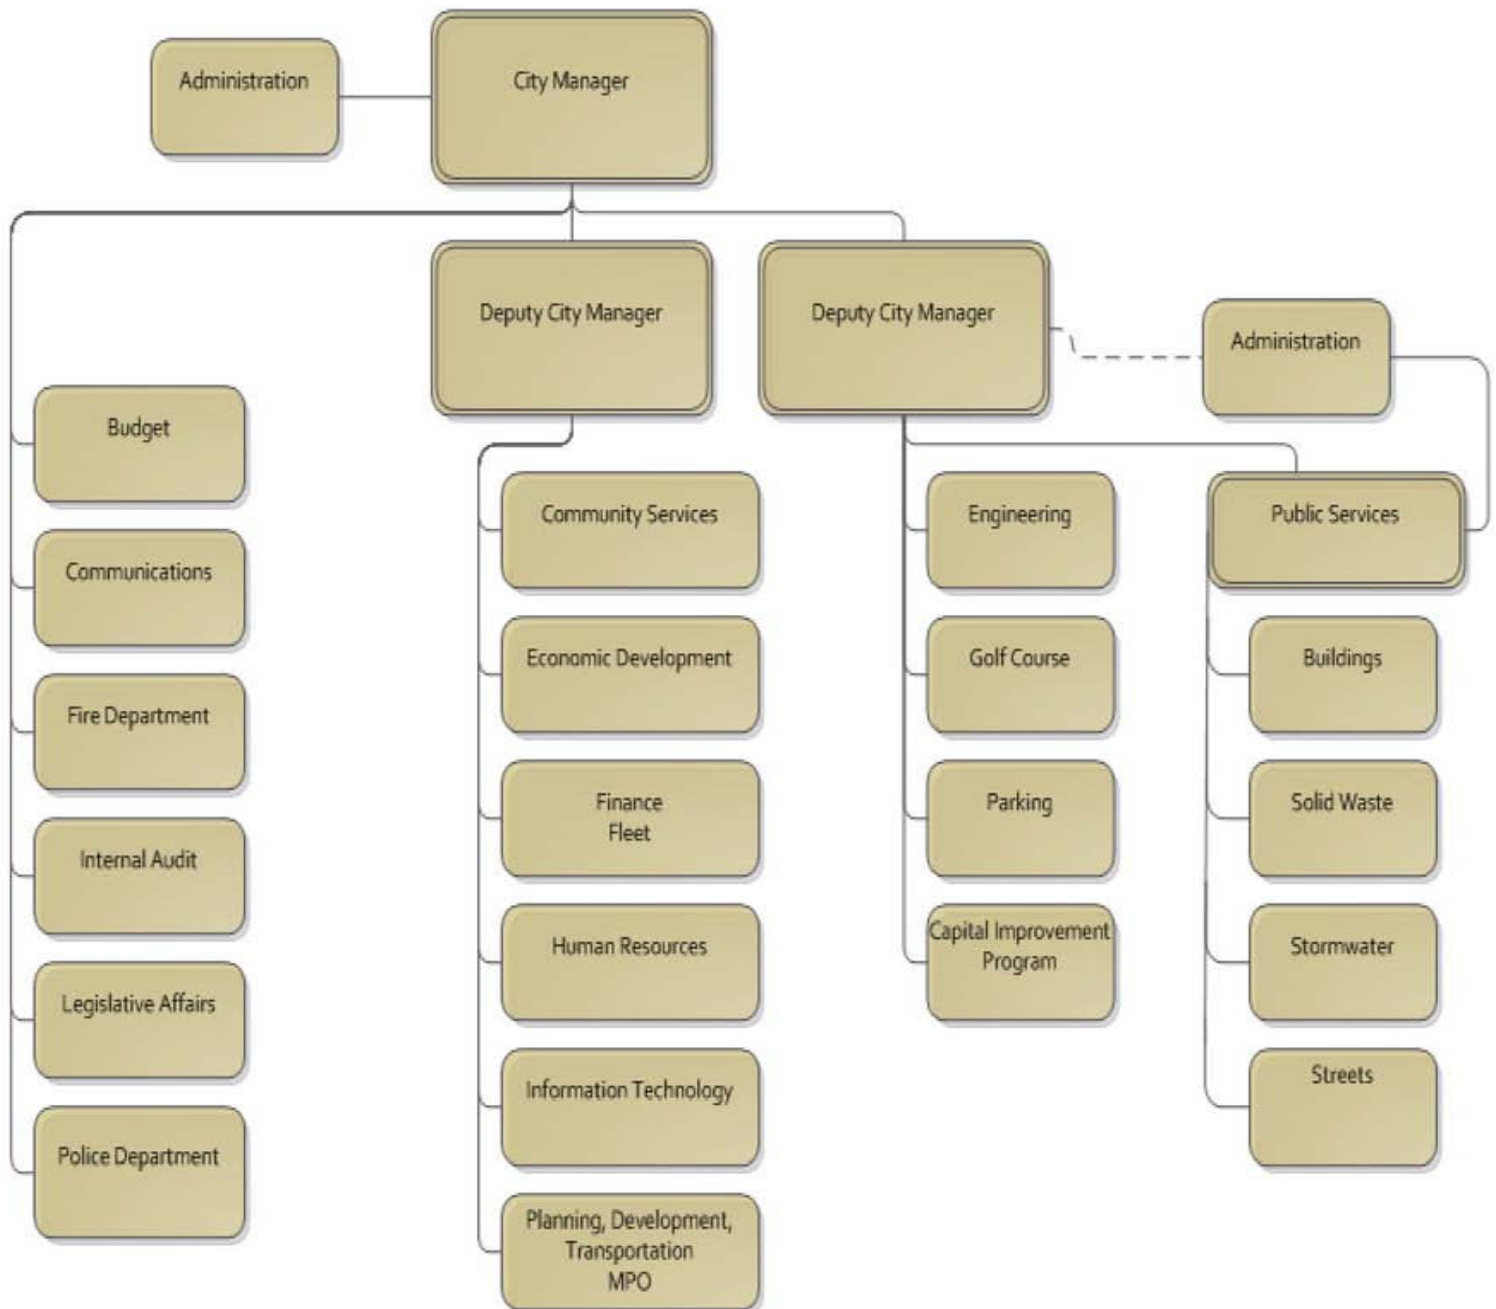 Administration
City Manager
Deputy City Manager
Deputy City Manager
Administration
Budget
Communications
Fire Department
Internal Audit
Legislative Affairs
Police Department
Community Services
Economic Development
Finance
Fleet
Human Resources
Information Technology
Planning, Development,
Transportation
MPO
Engineering
Golf Course
Parking
Capital Improvement
Program
Public Services
Buildings
Solid Waste
Stormwater
Streets